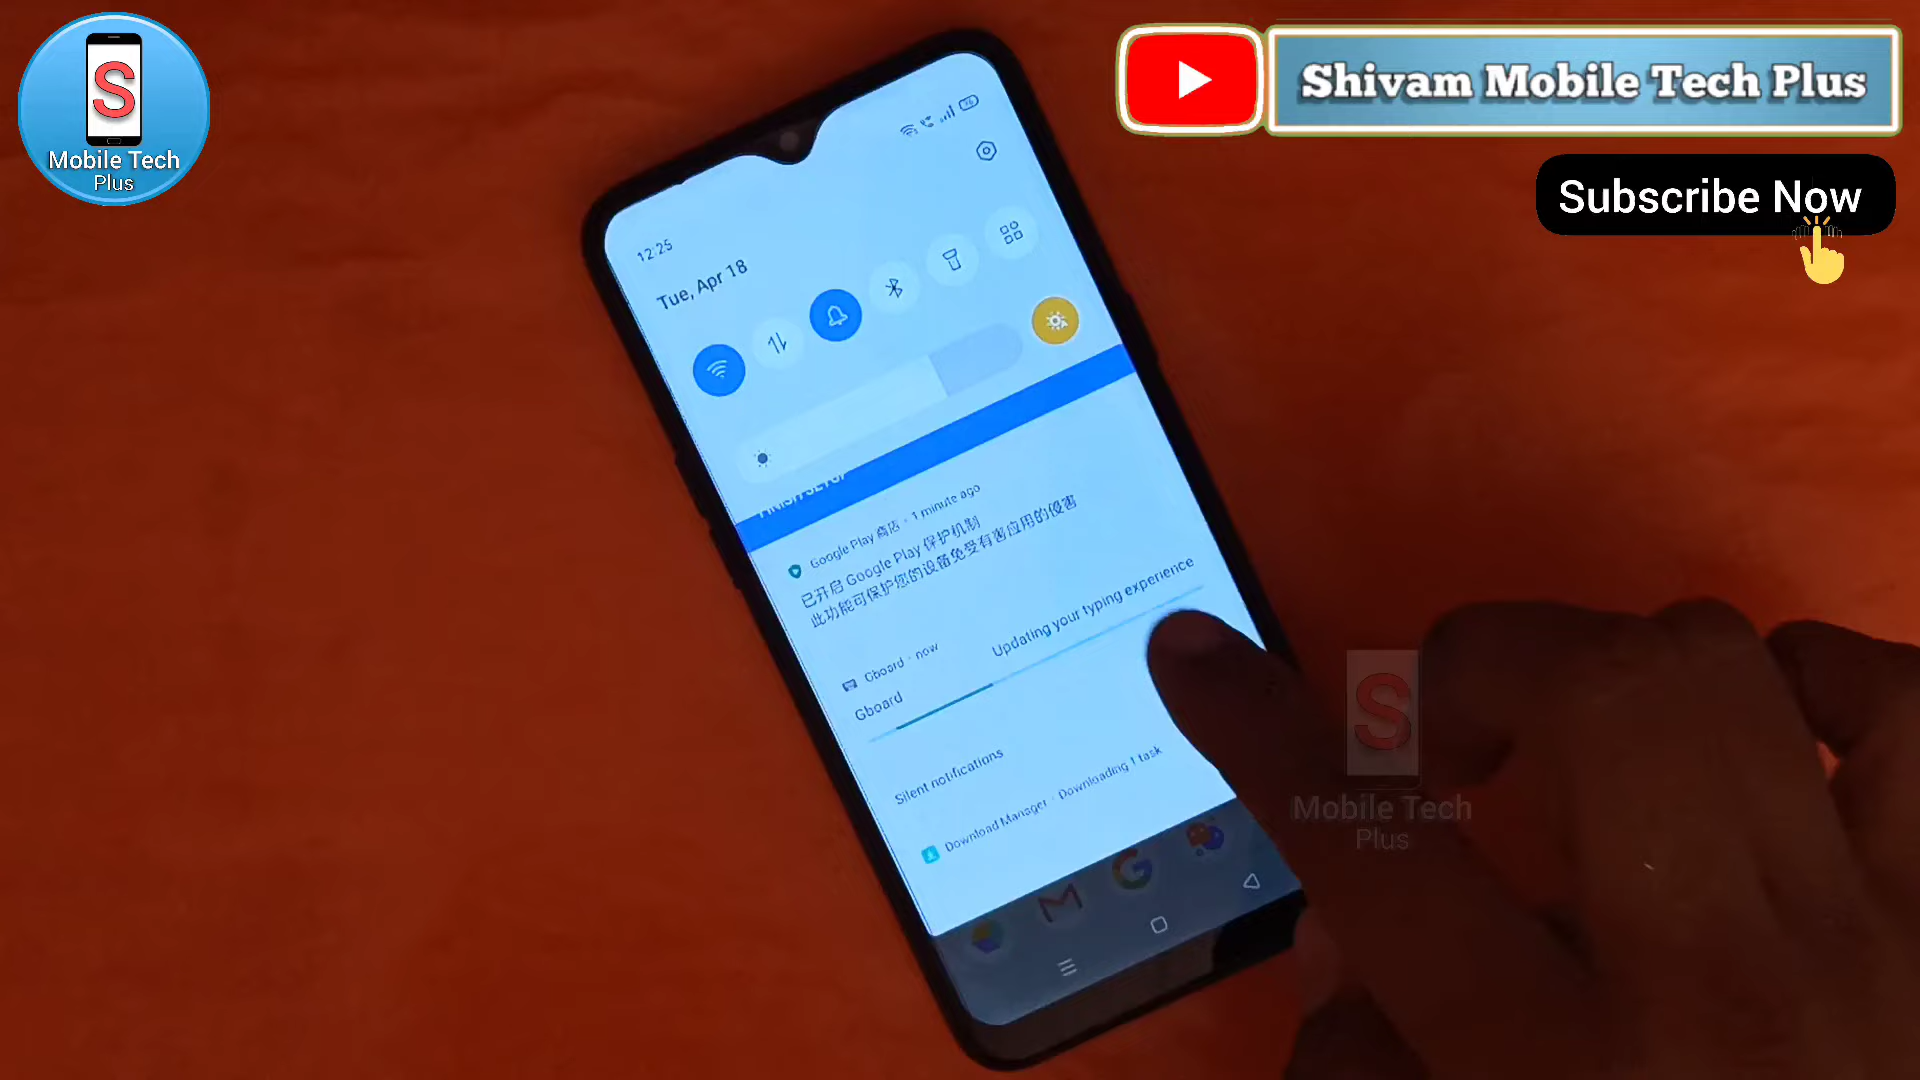 S
Mobile Tech
Plus
Shivam Mobile Tech Plus
Subscribe Now
12:25
Tue, Apr 18
FINISH SETUP
Google Play 商店 · 1 minute ago
已开启 Google Play 保护机制
此功能可保护您的设备免受有害应用的侵害
Gboard · now
Gboard
Updating your typing experience
Silent notifications
Download Manager · Downloading 1 task
S
Mobile Tech
Plus